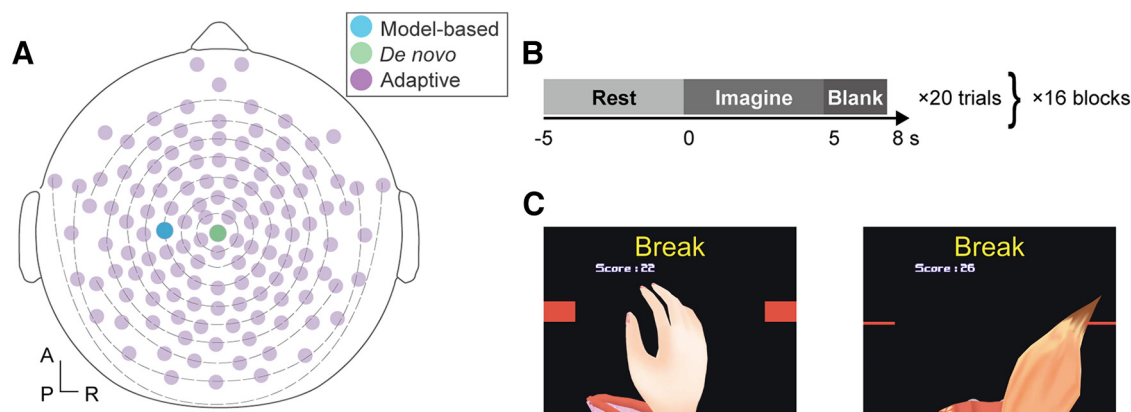 A
Model-based
De novo
Adaptive
A
P R
B
Rest Imagine Blank ×20 trials } ×16 blocks
-5 0 5 8 s
C
Break
Score:22
Break
Score:26